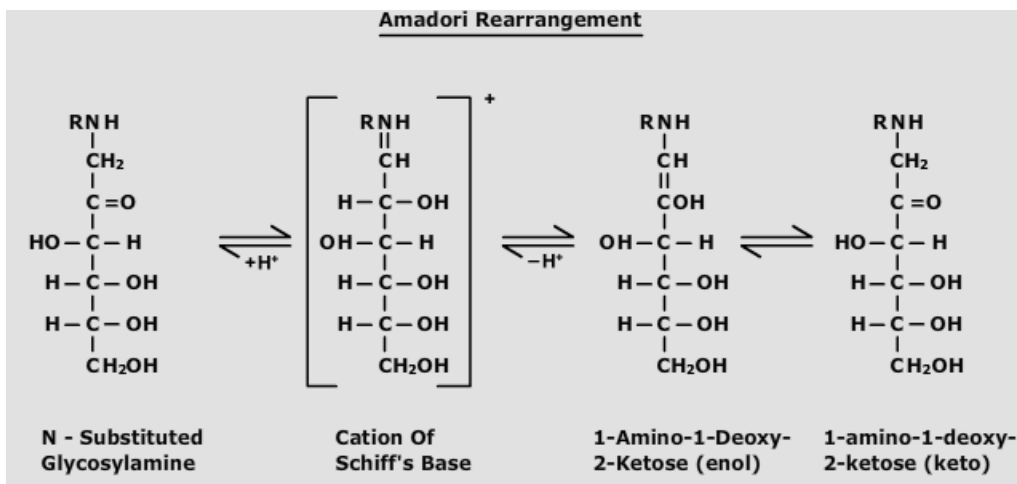 Amadori Rearrangement
+
RNH RNH RNH RNH
CH₂ CH CH CH₂
C=O H–C–OH COH C=O
HO–C–H OH–C–H OH–C–H HO–C–H
+H⁺ –H⁺
H–C–OH H–C–OH H–C–OH H–C–OH
H–C–OH H–C–OH H–C–OH H–C–OH
CH₂OH CH₂OH CH₂OH CH₂OH
N - Substituted Cation Of 1-Amino-1-Deoxy- 1-amino-1-deoxy-
Glycosylamine Schiff's Base 2-Ketose (enol) 2-ketose (keto)